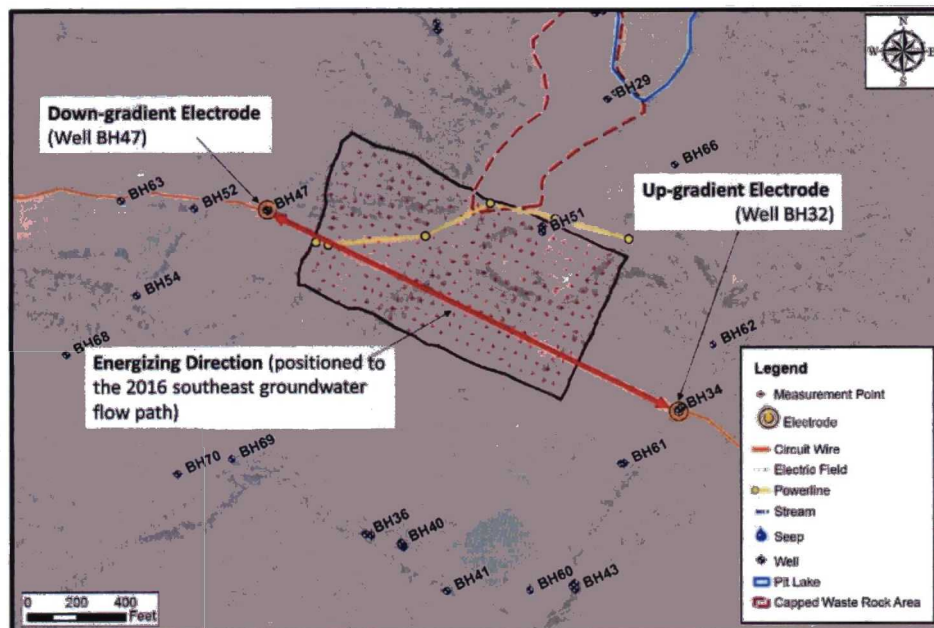 N
W E
S
BH29
Down-gradient Electrode
(Well BH47)
BH66
BH63
BH52
BH47
Up-gradient Electrode
(Well BH32)
BH51
BH54
BH62
BH68
Energizing Direction (positioned to
the 2016 southeast groundwater
flow path)
BH34
Legend
Measurement Point
Electrode
Circuit Wire
Electric Field
Powerline
Stream
Seep
Well
Pit Lake
Capped Waste Rock Area
BH70
BH69
BH61
BH36
BH40
BH41
BH60
BH43
0 200 400
Feet